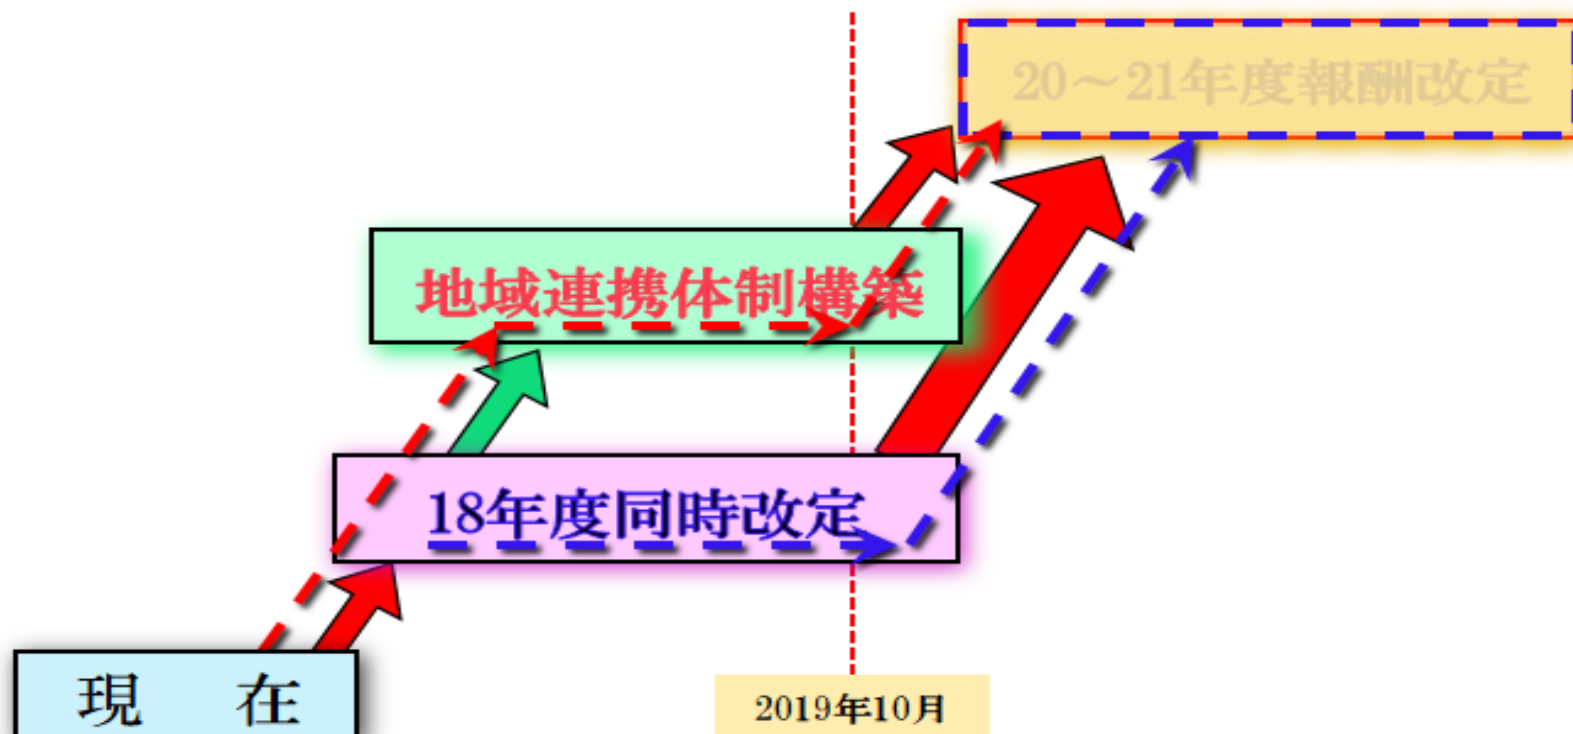 20～21年度報酬改定
地域連携体制構築
18年度同時改定
現　在
2019年10月